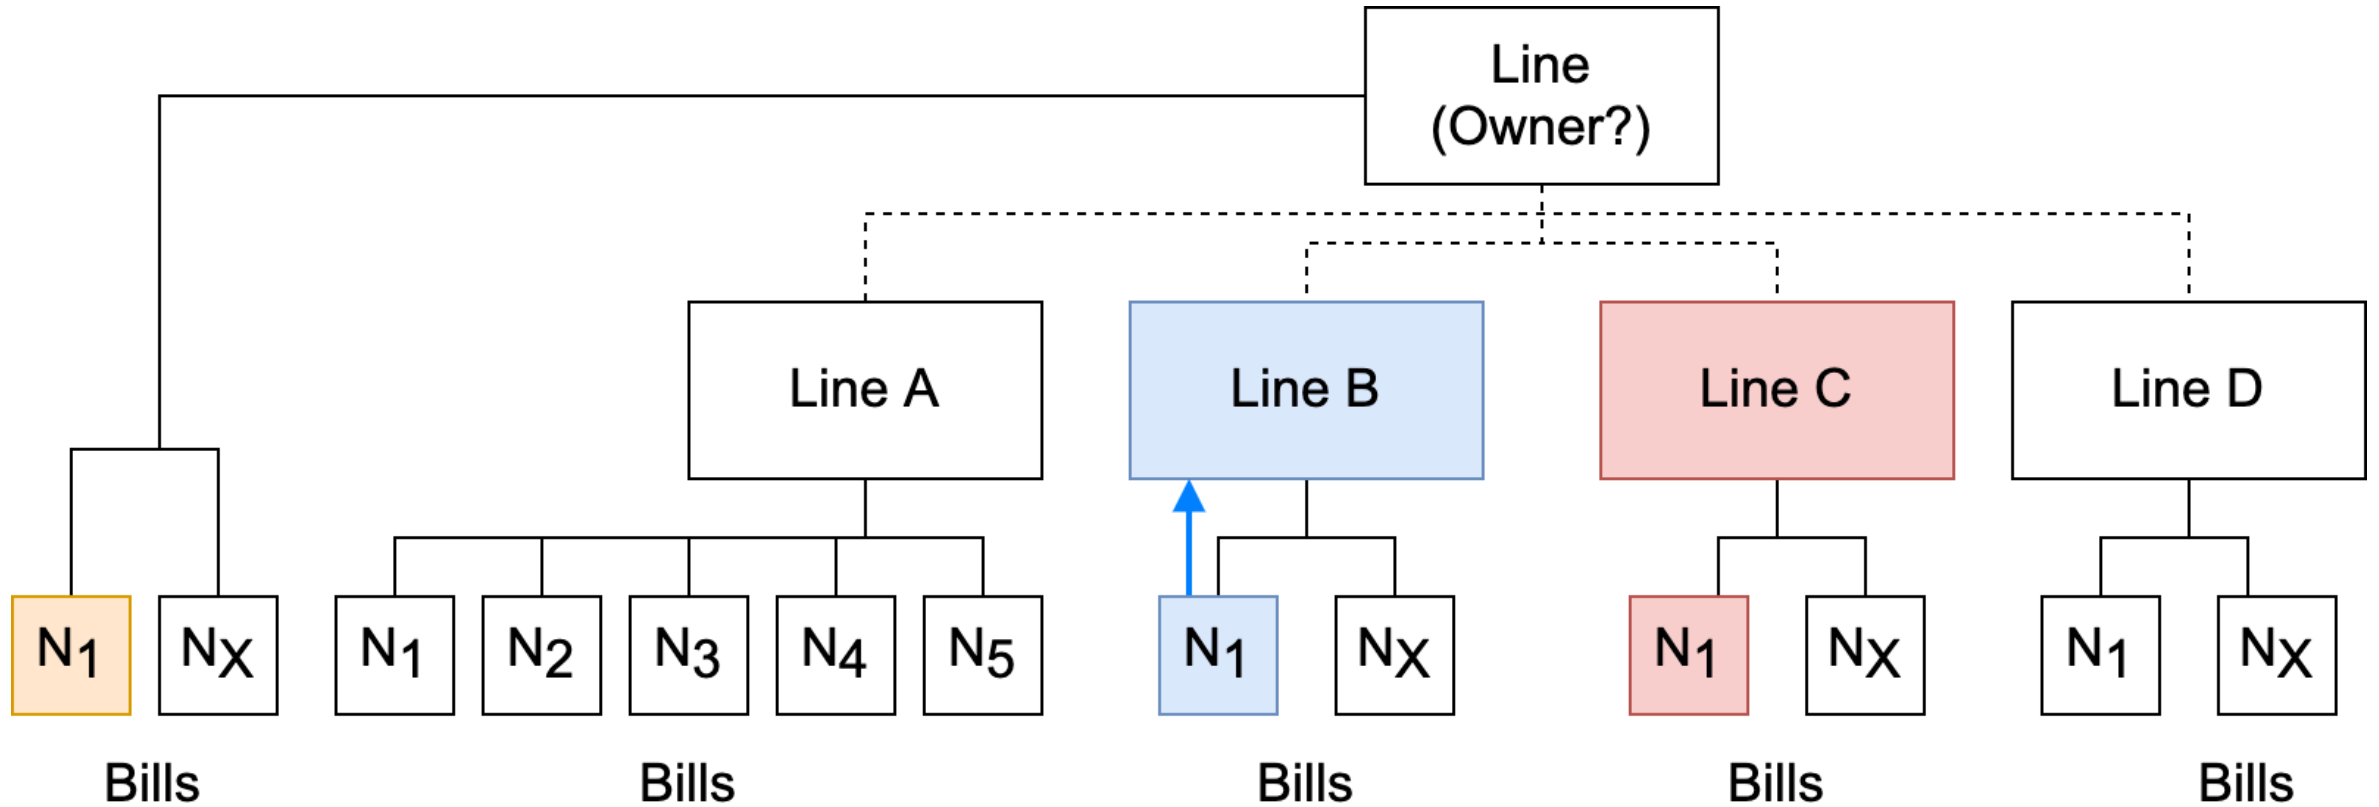 Line
(Owner?)
Line A
Line B
Line C
Line D
N1
NX
N1
N2
N3
N4
N5
N1
NX
N1
NX
N1
NX
Bills
Bills
Bills
Bills
Bills